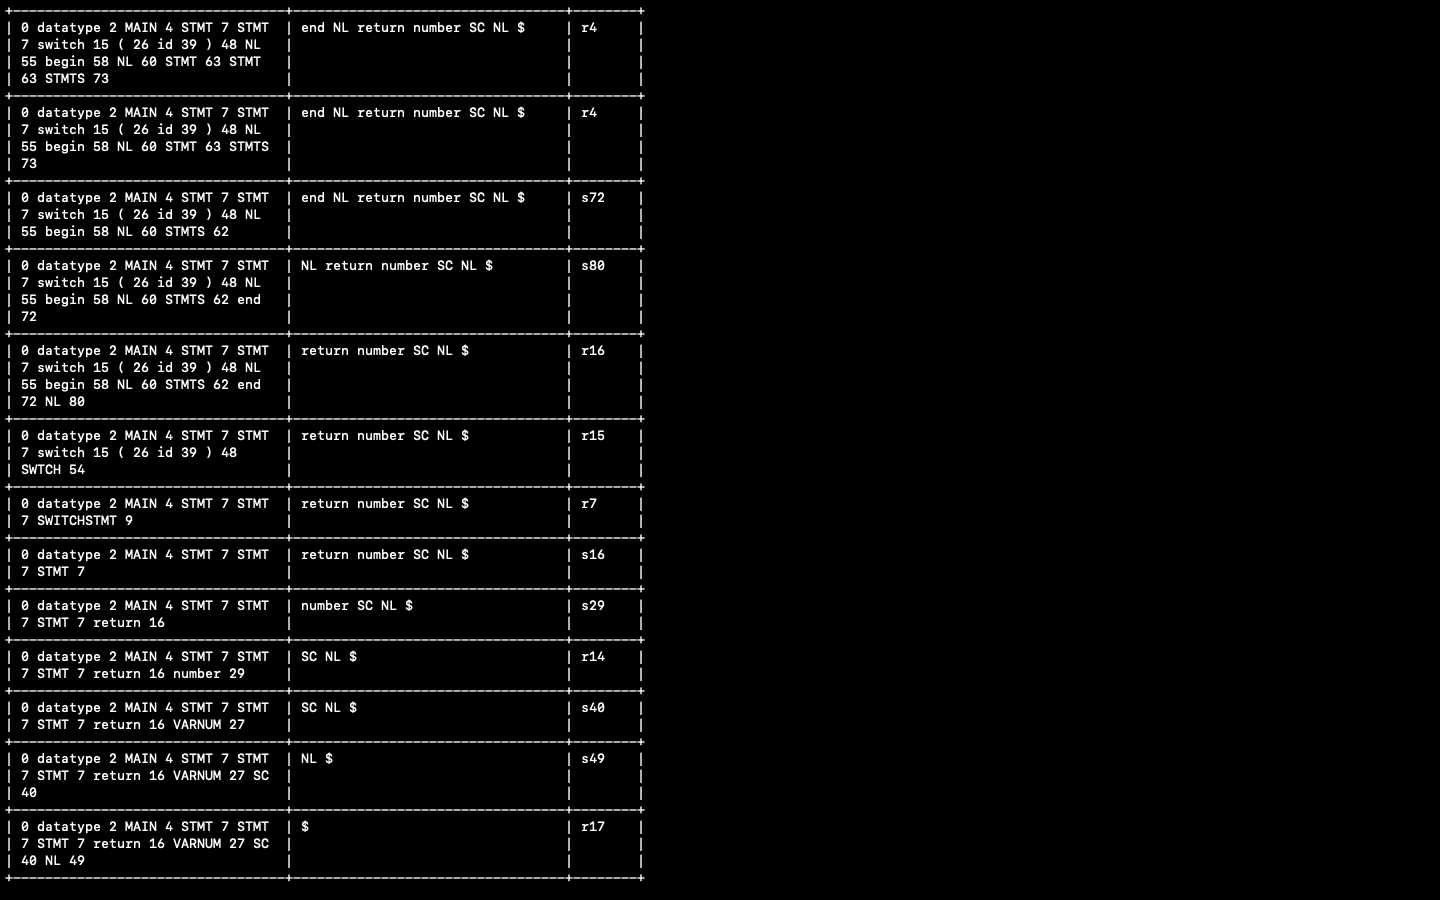 +----------------------------------+----------------------------------+--------+
| 0 datatype 2 MAIN 4 STMT 7 STMT | end NL return number SC NL $ | r4 |
| 7 switch 15 ( 26 id 39 ) 48 NL | | |
| 55 begin 58 NL 60 STMT 63 STMT | | |
| 63 STMTS 73 | | |
+----------------------------------+----------------------------------+--------+
| 0 datatype 2 MAIN 4 STMT 7 STMT | end NL return number SC NL $ | r4 |
| 7 switch 15 ( 26 id 39 ) 48 NL | | |
| 55 begin 58 NL 60 STMT 63 STMTS | | |
| 73 | | |
+----------------------------------+----------------------------------+--------+
| 0 datatype 2 MAIN 4 STMT 7 STMT | end NL return number SC NL $ | s72 |
| 7 switch 15 ( 26 id 39 ) 48 NL | | |
| 55 begin 58 NL 60 STMTS 62 | | |
+----------------------------------+----------------------------------+--------+
| 0 datatype 2 MAIN 4 STMT 7 STMT | NL return number SC NL $ | s80 |
| 7 switch 15 ( 26 id 39 ) 48 NL | | |
| 55 begin 58 NL 60 STMTS 62 end | | |
| 72 | | |
+----------------------------------+----------------------------------+--------+
| 0 datatype 2 MAIN 4 STMT 7 STMT | return number SC NL $ | r16 |
| 7 switch 15 ( 26 id 39 ) 48 NL | | |
| 55 begin 58 NL 60 STMTS 62 end | | |
| 72 NL 80 | | |
+----------------------------------+----------------------------------+--------+
| 0 datatype 2 MAIN 4 STMT 7 STMT | return number SC NL $ | r15 |
| 7 switch 15 ( 26 id 39 ) 48 | | |
| SWTCH 54 | | |
+----------------------------------+----------------------------------+--------+
| 0 datatype 2 MAIN 4 STMT 7 STMT | return number SC NL $ | r7 |
| 7 SWITCHSTMT 9 | | |
+----------------------------------+----------------------------------+--------+
| 0 datatype 2 MAIN 4 STMT 7 STMT | return number SC NL $ | s16 |
| 7 STMT 7 | | |
+----------------------------------+----------------------------------+--------+
| 0 datatype 2 MAIN 4 STMT 7 STMT | number SC NL $ | s29 |
| 7 STMT 7 return 16 | | |
+----------------------------------+----------------------------------+--------+
| 0 datatype 2 MAIN 4 STMT 7 STMT | SC NL $ | r14 |
| 7 STMT 7 return 16 number 29 | | |
+----------------------------------+----------------------------------+--------+
| 0 datatype 2 MAIN 4 STMT 7 STMT | SC NL $ | s40 |
| 7 STMT 7 return 16 VARNUM 27 | | |
+----------------------------------+----------------------------------+--------+
| 0 datatype 2 MAIN 4 STMT 7 STMT | NL $ | s49 |
| 7 STMT 7 return 16 VARNUM 27 SC | | |
| 40 | | |
+----------------------------------+----------------------------------+--------+
| 0 datatype 2 MAIN 4 STMT 7 STMT | $ | r17 |
| 7 STMT 7 return 16 VARNUM 27 SC | | |
| 40 NL 49 | | |
+----------------------------------+----------------------------------+--------+